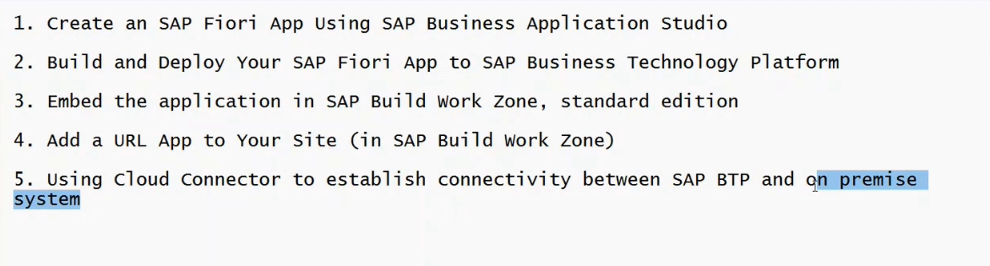 1. Create an SAP Fiori App Using SAP Business Application Studio
2. Build and Deploy Your SAP Fiori App to SAP Business Technology Platform
3. Embed the application in SAP Build Work Zone, standard edition
4. Add a URL App to Your Site (in SAP Build Work Zone)
5. Using Cloud Connector to establish connectivity between SAP BTP and on premise
system